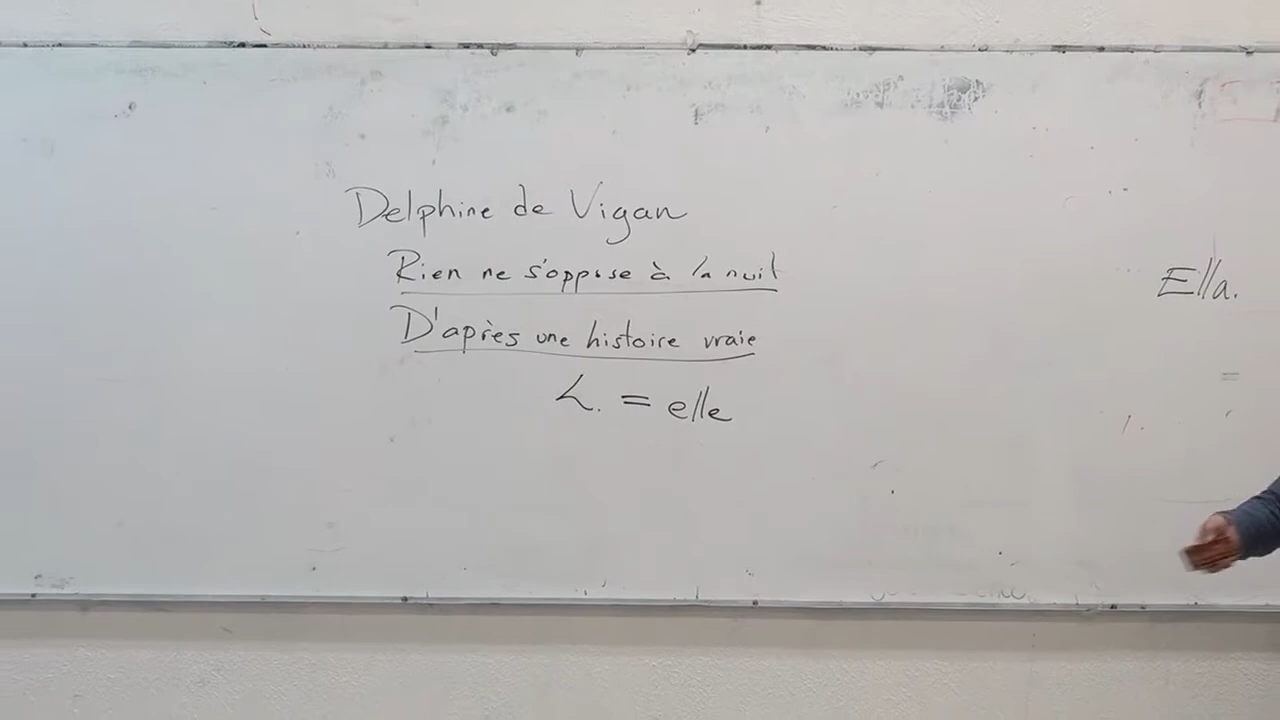 Delphine de Vigan
Rien ne s'oppose à la nuit
D'après une histoire vraie
L. = elle
Ella.